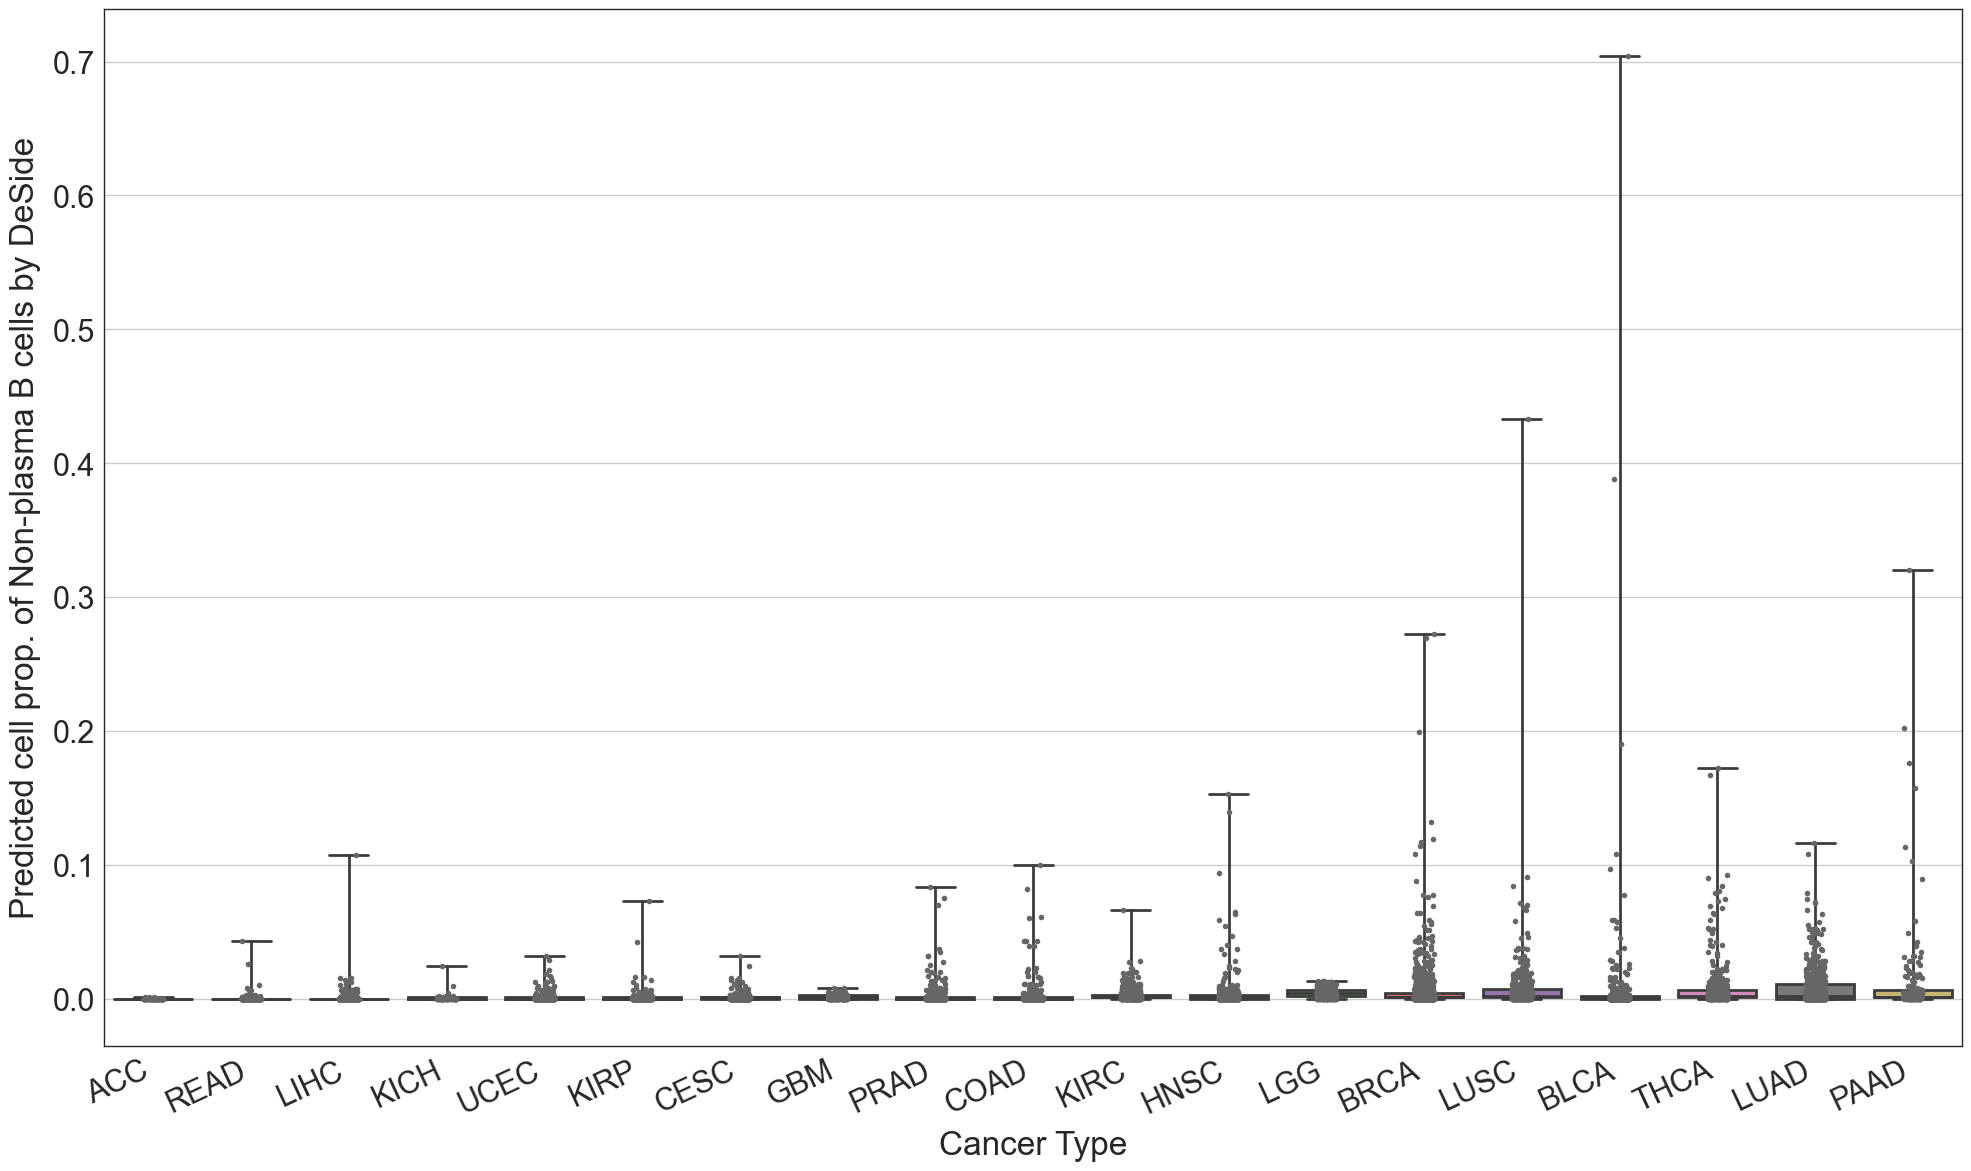 Predicted cell prop. of Non-plasma B cells by DeSide
0.7
0.6
0.5
0.4
0.3
0.2
0.1
0.0
ACC READ LIHC KICH UCEC KIRP CESC GBM PRAD COAD KIRC HNSC LGG BRCA LUSC BLCA THCA LUAD PAAD
Cancer Type